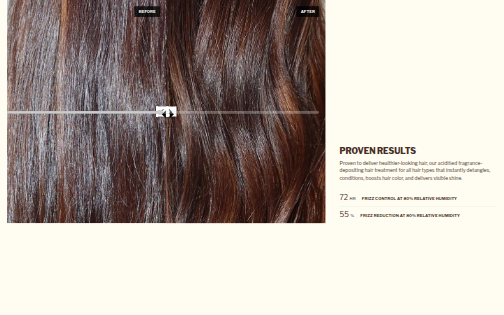 BEFORE
AFTER
PROVEN RESULTS
Proven to deliver healthier-looking hair, our acidified fragrance-
depositing hair treatment for all hair types that instantly detangles,
conditions, boosts hair color, and delivers visible shine.
72 HR FRIZZ CONTROL AT 80% RELATIVE HUMIDITY
55 % FRIZZ REDUCTION AT 80% RELATIVE HUMIDITY